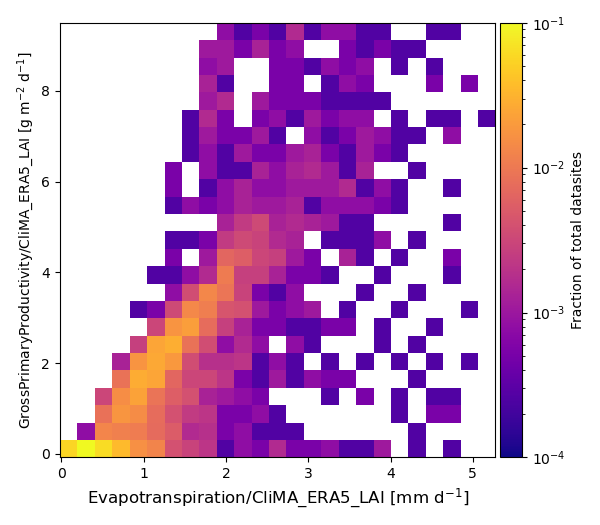 GrossPrimaryProductivity/CliMA_ERA5_LAI [g m⁻² d⁻¹]
8
6
4
2
0
0 1 2 3 4 5
Evapotranspiration/CliMA_ERA5_LAI [mm d⁻¹]
10⁻¹
10⁻²
10⁻³
10⁻⁴
Fraction of total datasites